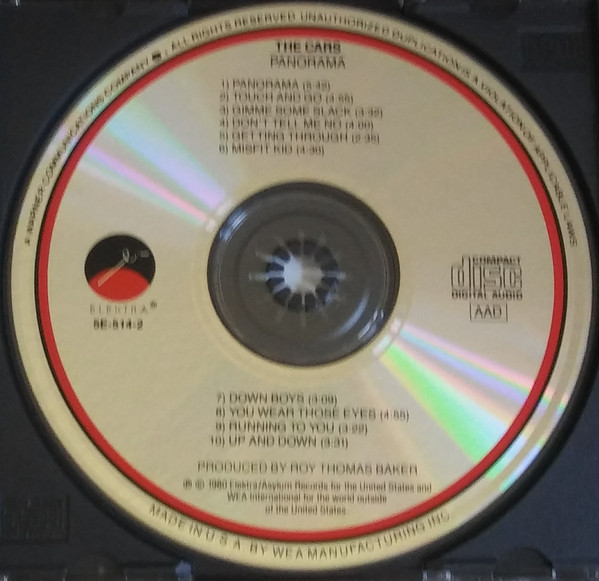 A WARNER COMMUNICATIONS COMPANY ALL RIGHTS RESERVED UNAUTHORIZED DUPLICATION IS A VIOLATION OF APPLICABLE LAWS
THE CARS
PANORAMA
1) PANORAMA (5:42)
2) TOUCH AND GO (4:55)
3) GIMME SOME SLACK (3:32)
4) DON'T TELL ME NO (4:00)
5) GETTING THROUGH (2:35)
6) MISFIT KID (4:30)
ELEKTRA®
5E-514-2
COMPACT
disc
DIGITAL AUDIO
AAD
7) DOWN BOYS (3:09)
8) YOU WEAR THOSE EYES (4:55)
9) RUNNING TO YOU (3:22)
10) UP AND DOWN (3:31)
PRODUCED BY ROY THOMAS BAKER
℗ © 1980 Elektra/Asylum Records for the United States and
WEA International for the world outside
of the United States
MADE IN U.S.A. BY WEA MANUFACTURING INC.